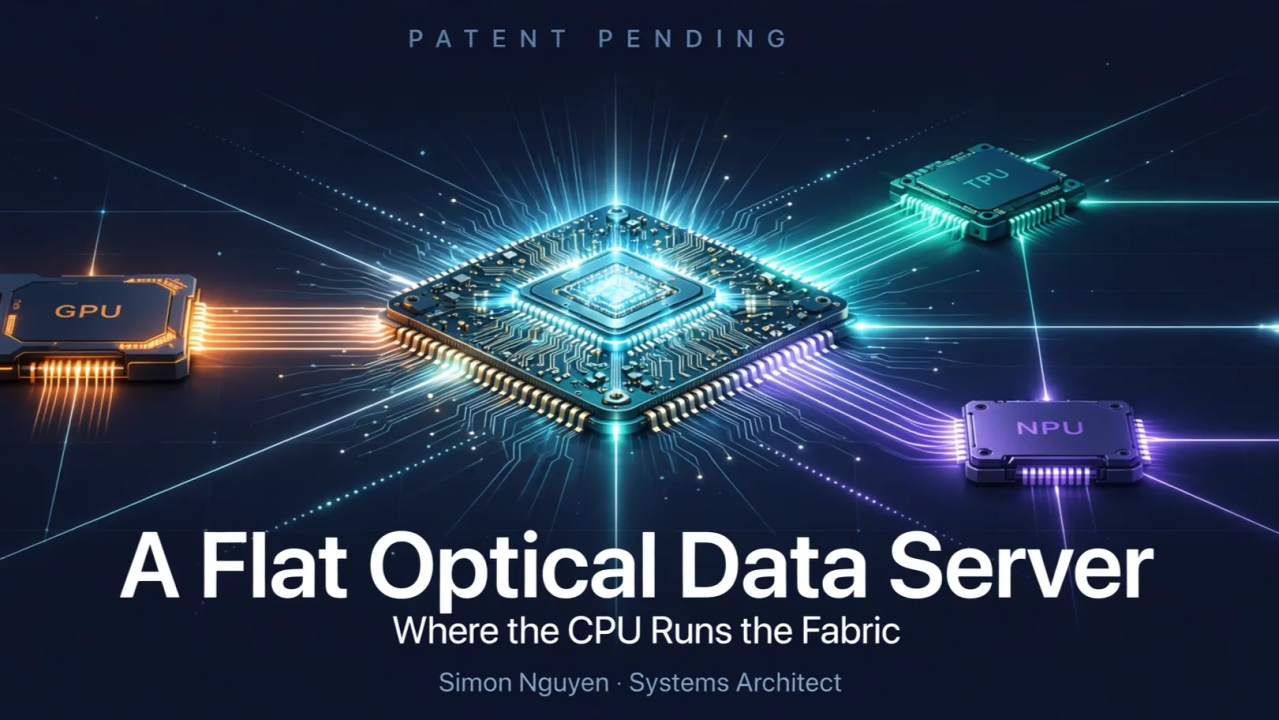 PATENT PENDING
TPU
GPU
NPU
A Flat Optical Data Server
Where the CPU Runs the Fabric
Simon Nguyen · Systems Architect